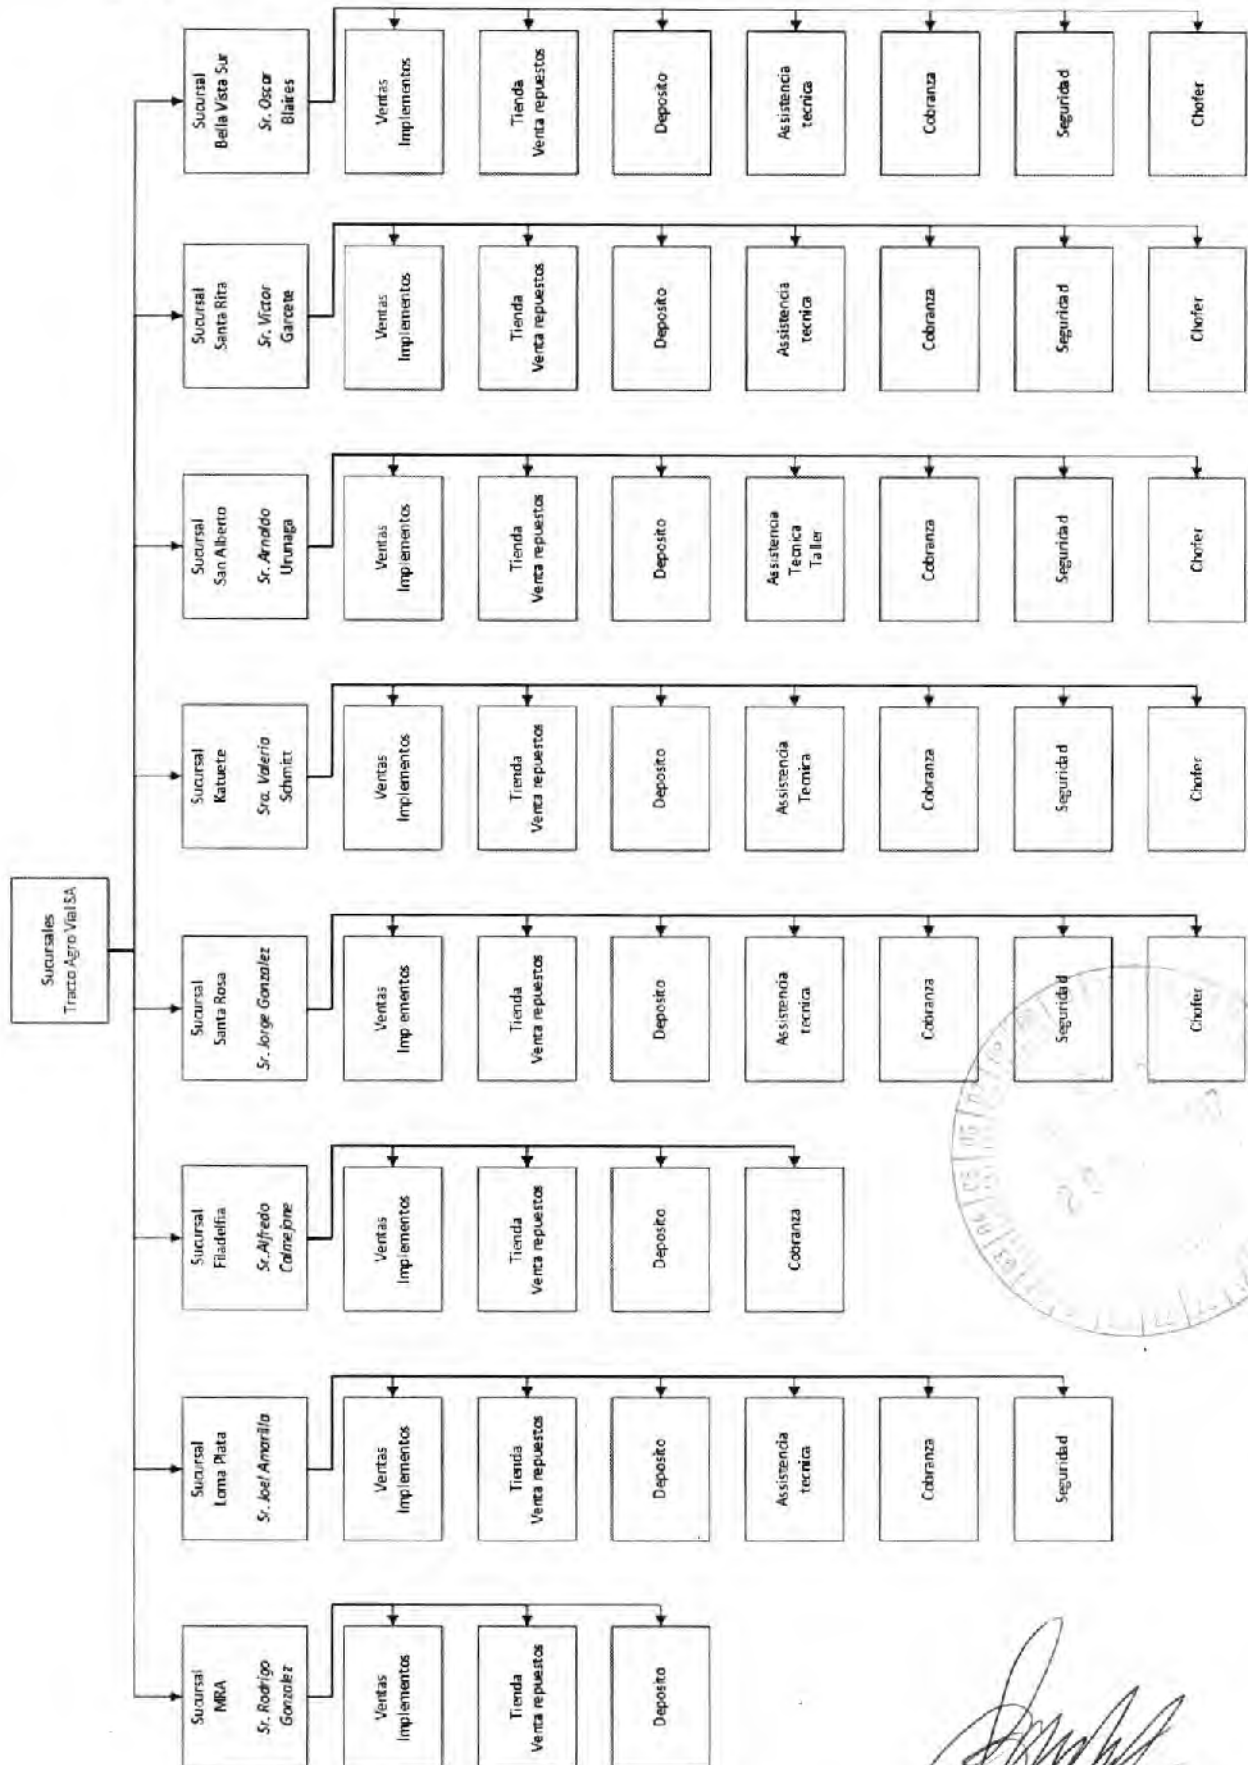 Sucursales
Tracto Agro Vial SA
Sucursal
MRA
Sr. Rodrigo
Gonzalez
Ventas
Implementos
Tienda
Venta repuestos
Deposito
Sucursal
Loma Plata
Sr. Joel Amarilla
Ventas
Implementos
Tienda
Venta repuestos
Deposito
Assistencia
tecnica
Cobranza
Seguridad
Sucursal
Filadelfia
Sr. Alfredo
Calmejane
Ventas
Implementos
Tienda
Venta repuestos
Deposito
Cobranza
Sucursal
Santa Rosa
Sr. Jorge Gonzalez
Ventas
Implementos
Tienda
Venta repuestos
Deposito
Assistencia
tecnica
Cobranza
Seguridad
Chofer
Sucursal
Katuete
Sra. Valeria
Schmitt
Ventas
Implementos
Tienda
Venta repuestos
Deposito
Assistencia
Tecnica
Cobranza
Seguridad
Chofer
Sucursal
San Alberto
Sr. Arnaldo
Urunaga
Ventas
Implementos
Tienda
Venta repuestos
Deposito
Assistencia
Tecnica
Taller
Cobranza
Seguridad
Chofer
Sucursal
Santa Rita
Sr. Victor
Garcete
Ventas
Implementos
Tienda
Venta repuestos
Deposito
Assistencia
tecnica
Cobranza
Seguridad
Chofer
Sucursal
Bella Vista Sur
Sr. Oscar
Blaires
Ventas
Implementos
Tienda
Venta repuestos
Deposito
Assistencia
tecnica
Cobranza
Seguridad
Chofer